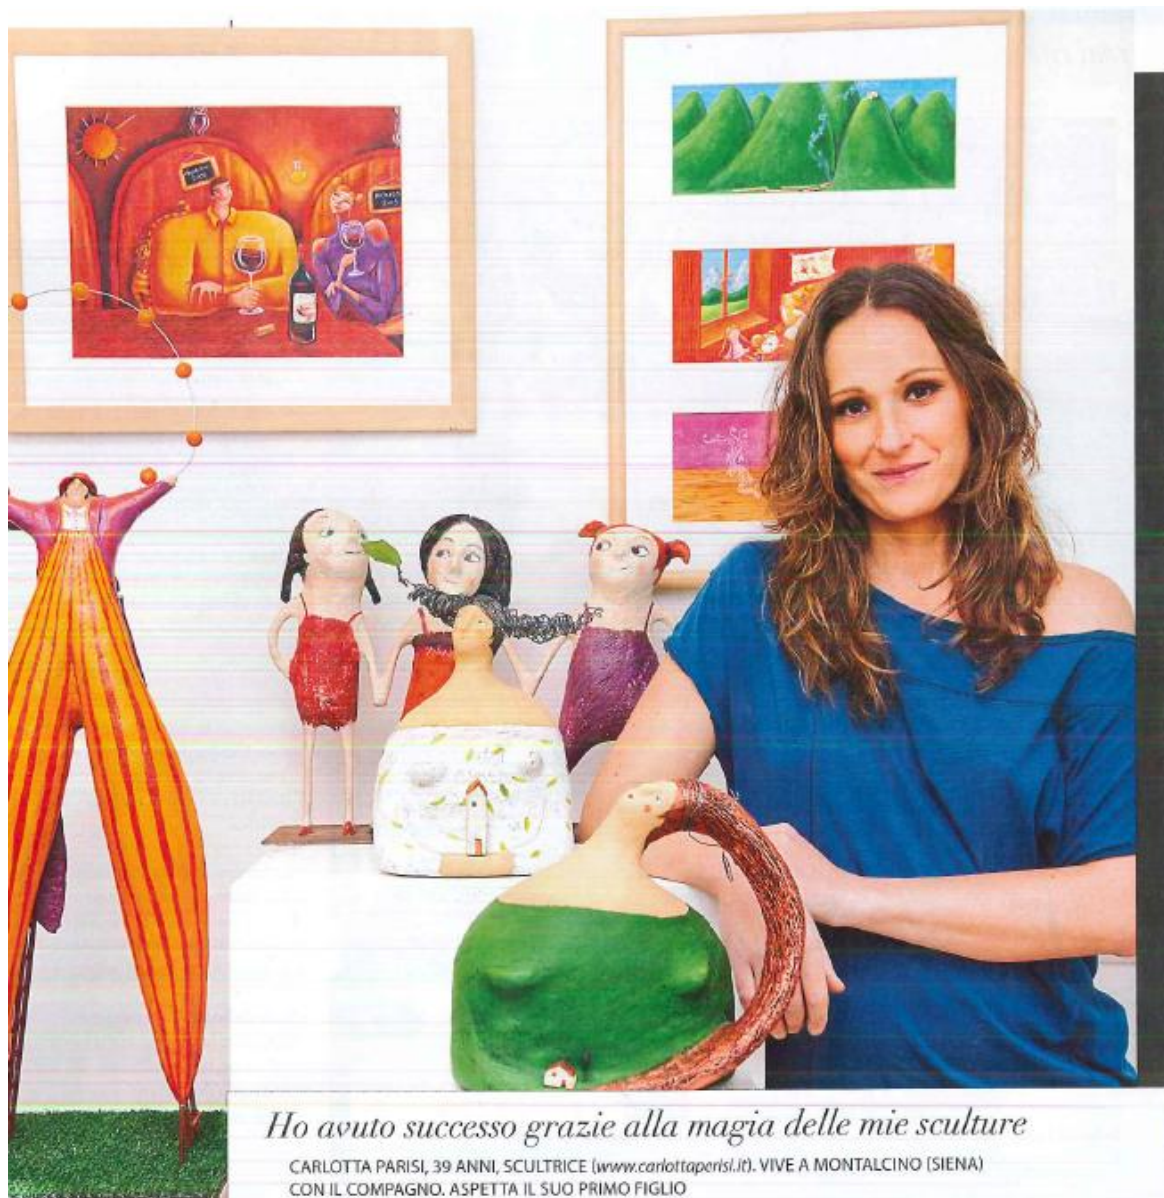 Ho avuto successo grazie alla magia delle mie sculture
CARLOTTA PARISI, 39 ANNI, SCULTRICE (www.carlottaparisi.it). VIVE A MONTALCINO (SIENA)
CON IL COMPAGNO. ASPETTA IL SUO PRIMO FIGLIO